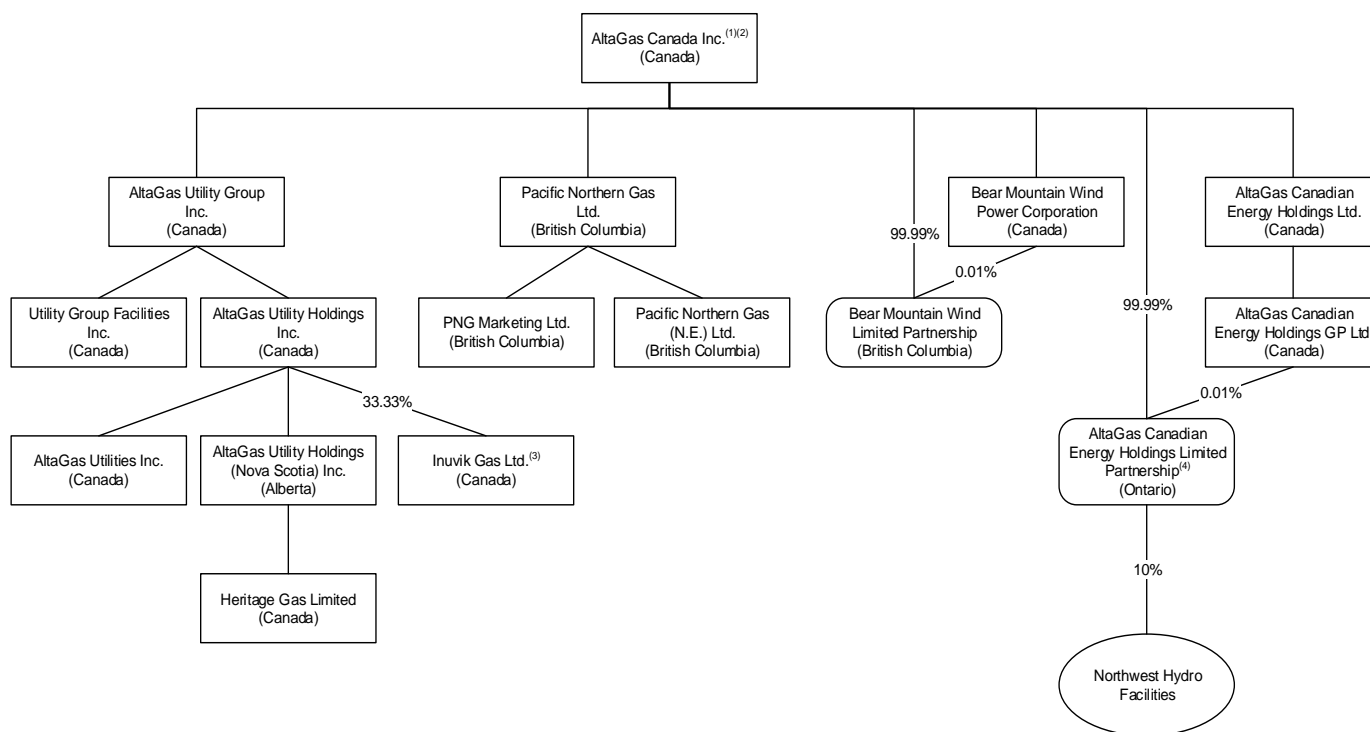 AltaGas Canada Inc.(1)(2)
(Canada)
AltaGas Utility Group
Inc.
(Canada)
Pacific Northern Gas
Ltd.
(British Columbia)
99.99%
Bear Mountain Wind
Power Corporation
(Canada)
0.01%
99.99%
AltaGas Canadian
Energy Holdings Ltd.
(Canada)
Utility Group Facilities
Inc.
(Canada)
AltaGas Utility Holdings
Inc.
(Canada)
PNG Marketing Ltd.
(British Columbia)
Pacific Northern Gas
(N.E.) Ltd.
(British Columbia)
Bear Mountain Wind
Limited Partnership
(British Columbia)
AltaGas Canadian
Energy Holdings GP Ltd
(Canada)
33.33%
0.01%
AltaGas Utilities Inc.
(Canada)
AltaGas Utility Holdings
(Nova Scotia) Inc.
(Alberta)
Inuvik Gas Ltd.(3)
(Canada)
AltaGas Canadian
Energy Holdings Limited
Partnership(4)
(Ontario)
10%
Heritage Gas Limited
(Canada)
Northwest Hydro
Facilities